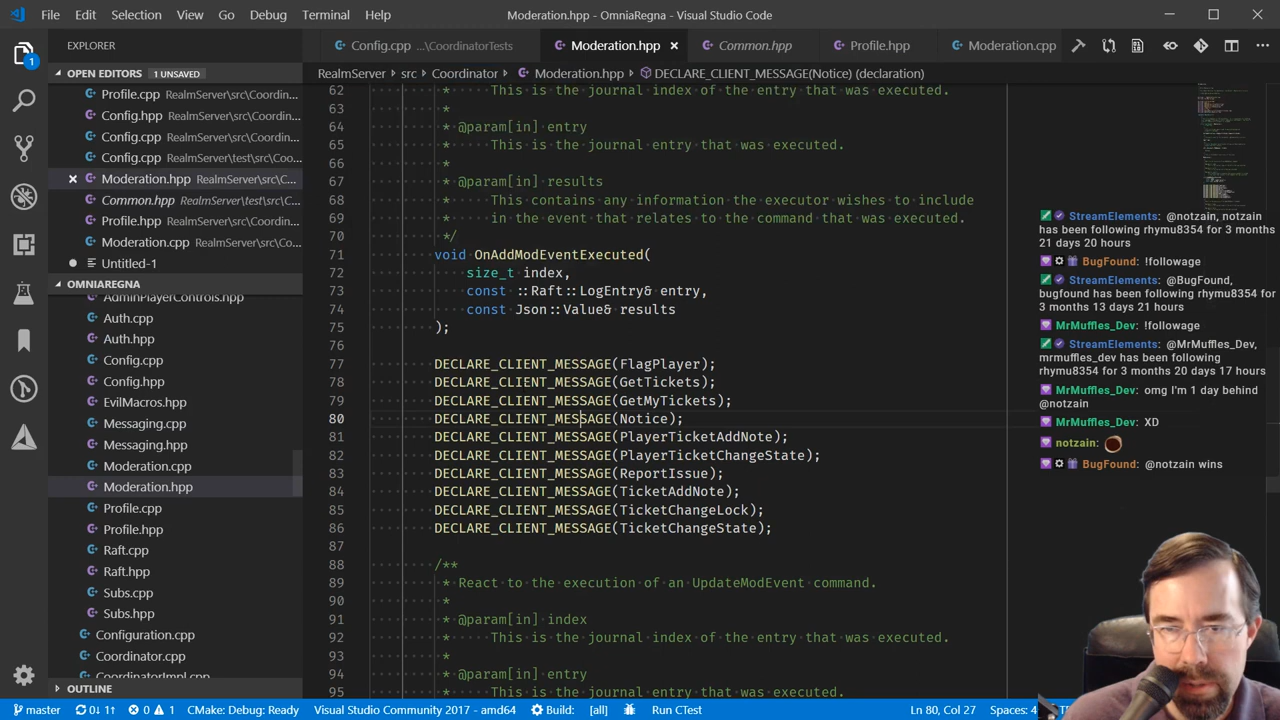 File Edit Selection View Go Debug Terminal Help
Moderation.hpp - OmniaRegna - Visual Studio Code
EXPLORER
Config.cpp ...\CoordinatorTests
Moderation.hpp
Common.hpp
Profile.hpp
Moderation.cpp
OPEN EDITORS 1 UNSAVED
RealmServer › src › Coordinator › Moderation.hpp › DECLARE_CLIENT_MESSAGE(Notice) (declaration)
Profile.cpp RealmServer\src\Coordin...
Config.hpp RealmServer\src\Coordin...
Config.cpp RealmServer\src\Coordin...
Config.cpp RealmServer\test\src\Coo...
Moderation.hpp RealmServer\src\C...
Common.hpp RealmServer\test\src\C...
Profile.hpp RealmServer\src\Coordin...
Moderation.cpp RealmServer\src\Co...
Untitled-1
OMNIAREGNA
AdminPlayerControls.hpp
Auth.cpp
Auth.hpp
Config.cpp
Config.hpp
EvilMacros.hpp
Messaging.cpp
Messaging.hpp
Moderation.cpp
Moderation.hpp
Profile.cpp
Profile.hpp
Raft.cpp
Raft.hpp
Subs.cpp
Subs.hpp
Configuration.cpp
Coordinator.cpp
CoordinatorImpl.cpp
OUTLINE
62 * This is the journal index of the entry that was executed.
63 *
64 * @param[in] entry
65 * This is the journal entry that was executed.
66 *
67 * @param[in] results
68 * This contains any information the executor wishes to include
69 * in the event that relates to the command that was executed.
70 */
71 void OnAddModEventExecuted(
72 size_t index,
73 const ::Raft::LogEntry& entry,
74 const Json::Value& results
75 );
76
77 DECLARE_CLIENT_MESSAGE(FlagPlayer);
78 DECLARE_CLIENT_MESSAGE(GetTickets);
79 DECLARE_CLIENT_MESSAGE(GetMyTickets);
80 DECLARE_CLIENT_MESSAGE(Notice);
81 DECLARE_CLIENT_MESSAGE(PlayerTicketAddNote);
82 DECLARE_CLIENT_MESSAGE(PlayerTicketChangeState);
83 DECLARE_CLIENT_MESSAGE(ReportIssue);
84 DECLARE_CLIENT_MESSAGE(TicketAddNote);
85 DECLARE_CLIENT_MESSAGE(TicketChangeLock);
86 DECLARE_CLIENT_MESSAGE(TicketChangeState);
87
88 /**
89 * React to the execution of an UpdateModEvent command.
90 *
91 * @param[in] index
92 * This is the journal index of the entry that was executed.
93 *
94 * @param[in] entry
95 * This is the journal entry that was executed.
StreamElements: @notzain, notzain
has been following rhymu8354 for 3 months
21 days 20 hours
BugFound: !followage
StreamElements: @BugFound,
bugfound has been following rhymu8354 for
3 months 13 days 21 hours
MrMuffles_Dev: !followage
StreamElements: @MrMuffles_Dev,
mrmuffles_dev has been following
rhymu8354 for 3 months 20 days 17 hours
MrMuffles_Dev: omg I'm 1 day behind
@notzain
MrMuffles_Dev: XD
notzain:
BugFound: @notzain wins
1
master 0↓ 1↑ 0 1 CMake: Debug: Ready Visual Studio Community 2017 - amd64 Build: [all] Run CTest Ln 80, Col 27 Spaces: 4